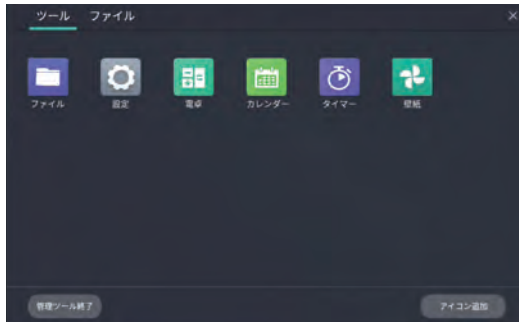 ツール ファイル
ファイル 設定 電卓 カレンダー タイマー 壁紙
管理ツール終了 アイコン追加